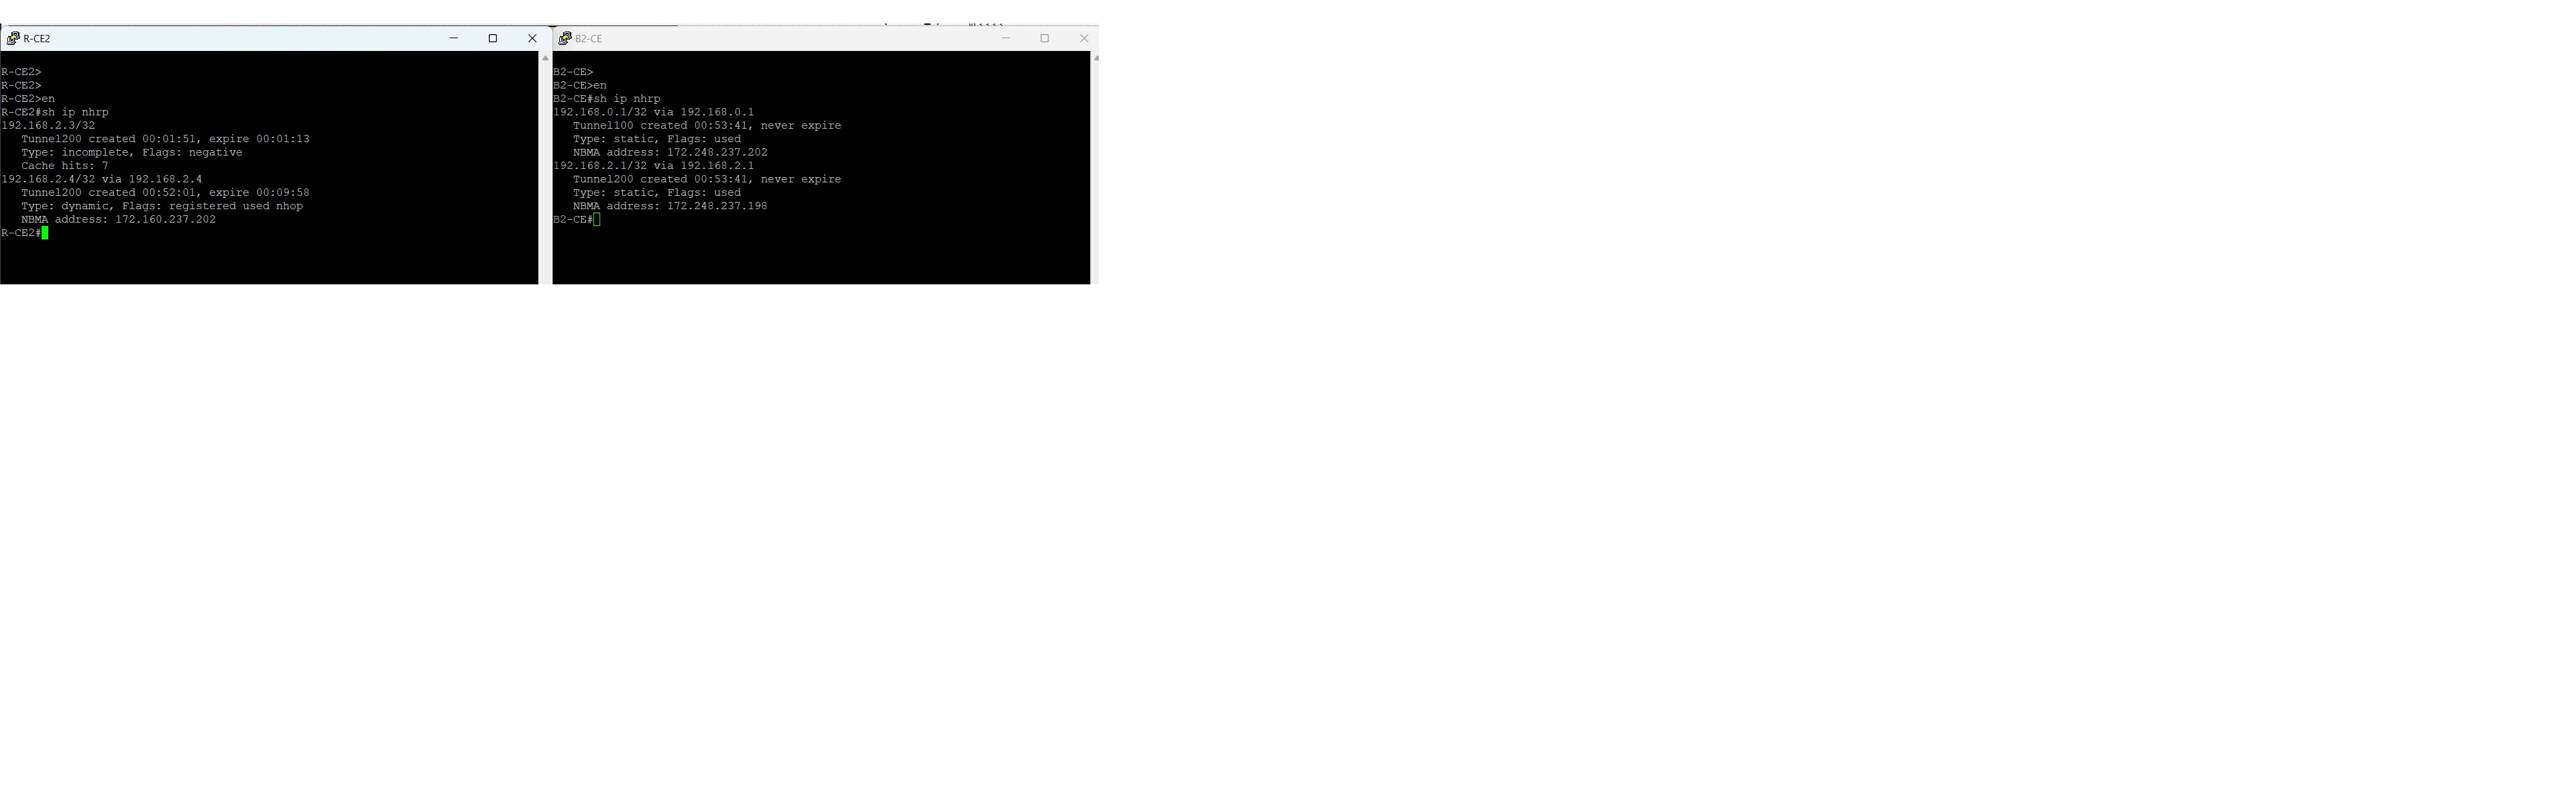 R-CE2
R-CE2>
R-CE2>
R-CE2>en
R-CE2#sh ip nhrp
192.168.2.3/32
   Tunnel200 created 00:01:51, expire 00:01:13
   Type: incomplete, Flags: negative
   Cache hits: 7
192.168.2.4/32 via 192.168.2.4
   Tunnel200 created 00:52:01, expire 00:09:58
   Type: dynamic, Flags: registered used nhop
   NBMA address: 172.160.237.202
R-CE2#
B2-CE
B2-CE>
B2-CE>en
B2-CE#sh ip nhrp
192.168.0.1/32 via 192.168.0.1
   Tunnel100 created 00:53:41, never expire
   Type: static, Flags: used
   NBMA address: 172.248.237.202
192.168.2.1/32 via 192.168.2.1
   Tunnel200 created 00:53:41, never expire
   Type: static, Flags: used
   NBMA address: 172.248.237.198
B2-CE#